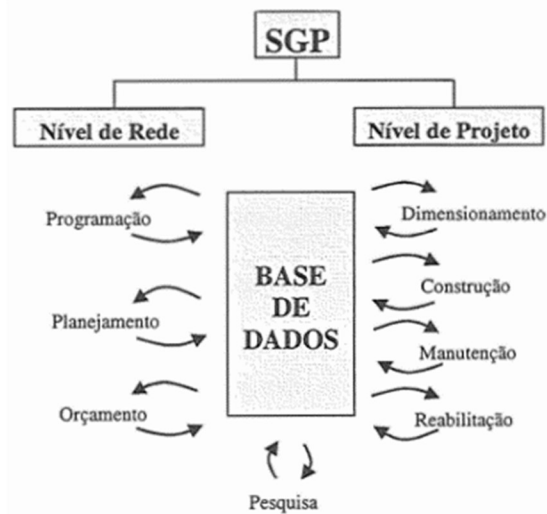 SGP
Nível de Rede
Nível de Projeto
Programação
Planejamento
Orçamento
BASE
DE
DADOS
Dimensionamento
Construção
Manutenção
Reabilitação
Pesquisa